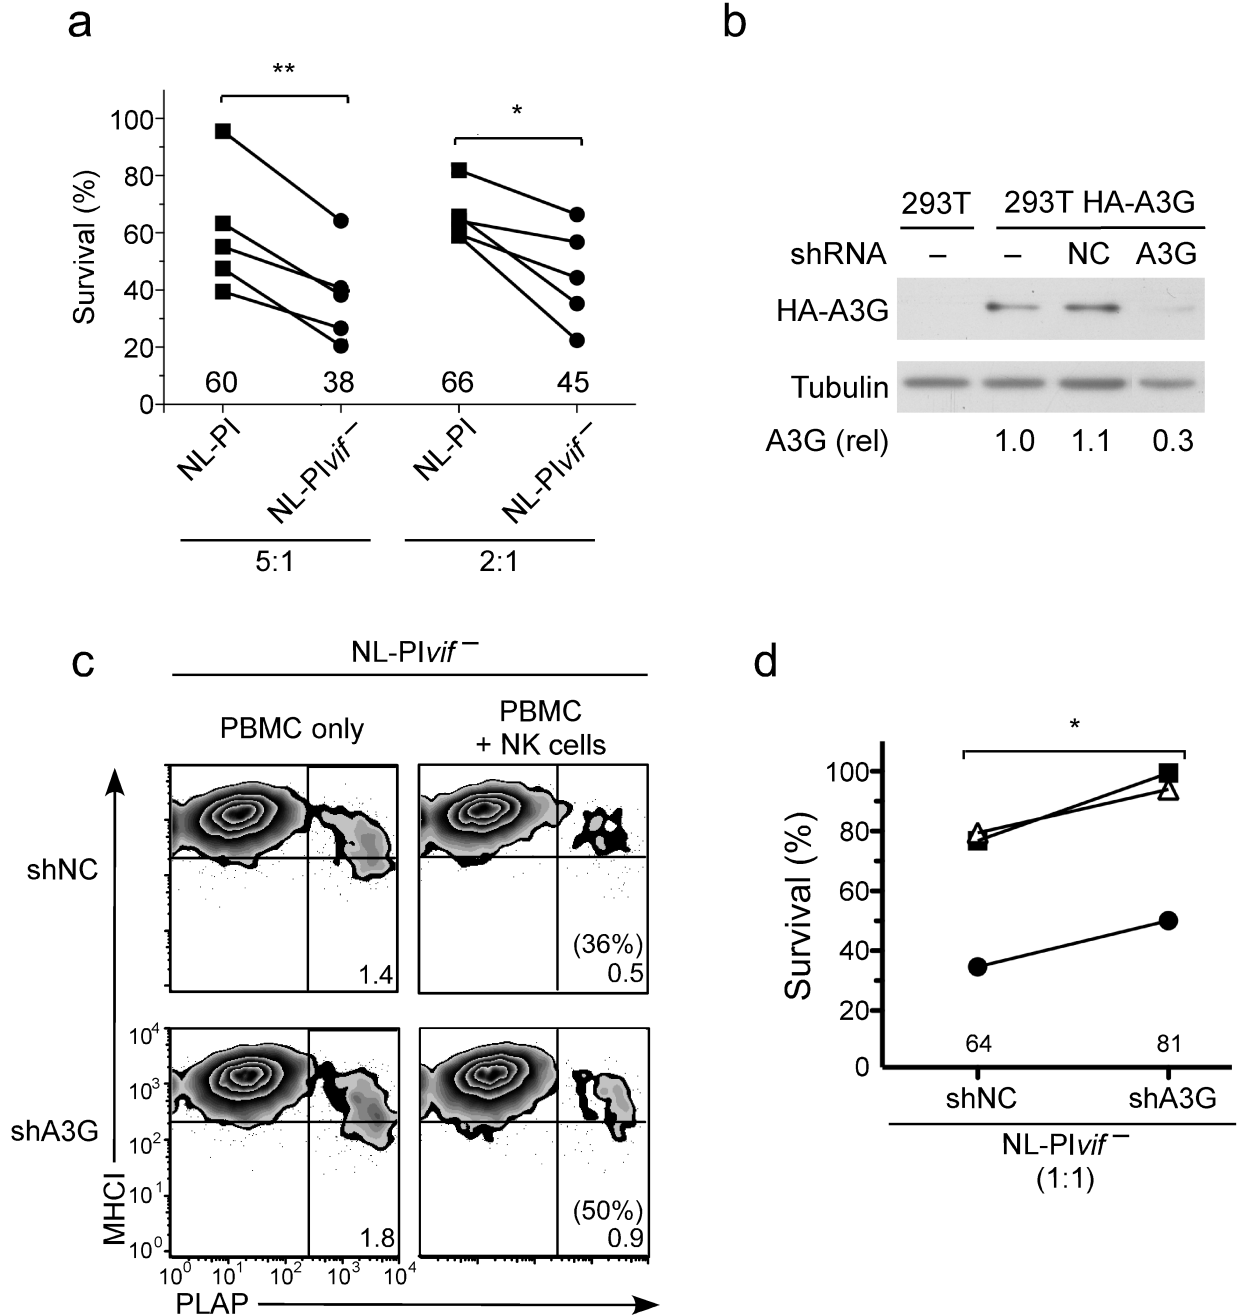 a
**
*
Survival (%)
100
80
60
40
20
0
60 38 66 45
NL-PI NL-PIvif– NL-PI NL-PIvif–
5:1 2:1
b
293T 293T HA-A3G
shRNA – – NC A3G
HA-A3G
Tubulin
A3G (rel) 1.0 1.1 0.3
c
NL-PIvif–
PBMC only
PBMC
+ NK cells
shNC
1.4
(36%)
0.5
shA3G
1.8
(50%)
0.9
MHCI
10⁴
10³
10²
10¹
10⁰
10⁰ 10¹ 10² 10³ 10⁴
PLAP
d
*
Survival (%)
100
80
60
40
20
0
64 81
shNC shA3G
NL-PIvif–
(1:1)